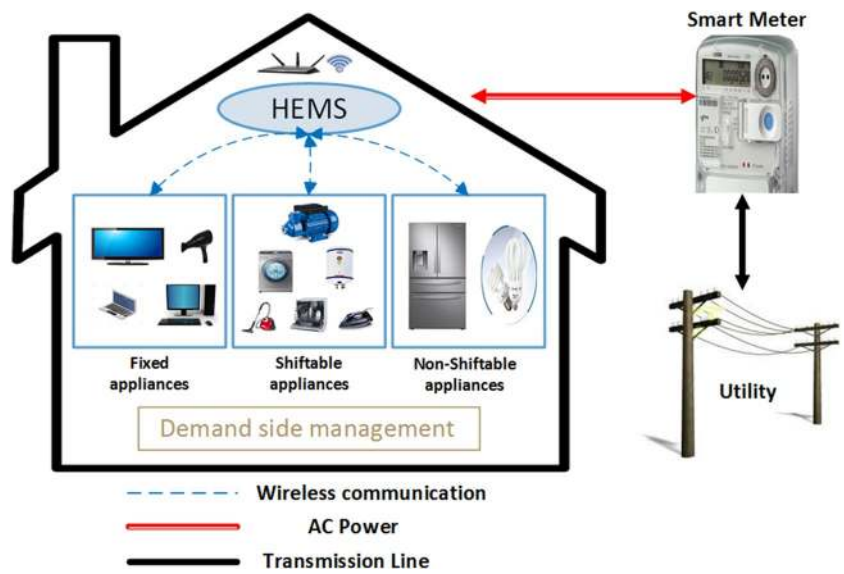 Smart Meter
HEMS
Fixed
appliances
Shiftable
appliances
Non-Shiftable
appliances
Utility
Demand side management
Wireless communication
AC Power
Transmission Line